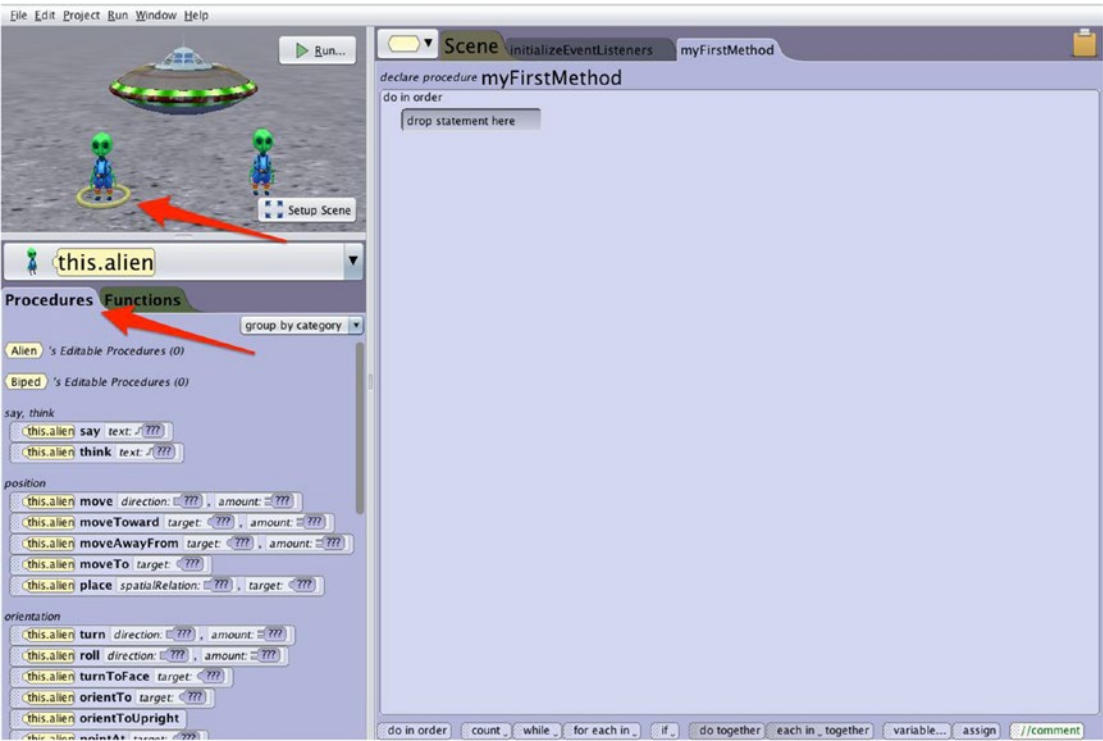 File Edit Project Run Window Help
Run...
Setup Scene
this.alien
Procedures Functions
group by category
Alien 's Editable Procedures (0)
Biped 's Editable Procedures (0)
say, think
this.alien say text: ???
this.alien think text: ???
position
this.alien move direction: ??? , amount: ???
this.alien moveToward target: ??? , amount: ???
this.alien moveAwayFrom target: ??? , amount: ???
this.alien moveTo target: ???
this.alien place spatialRelation: ??? , target: ???
orientation
this.alien turn direction: ??? , amount: ???
this.alien roll direction: ??? , amount: ???
this.alien turnToFace target: ???
this.alien orientTo target: ???
this.alien orientToUpright
this.alien pointAt target: ???
Scene initializeEventListeners myFirstMethod
declare procedure myFirstMethod
do in order
drop statement here
do in order count _ while _ for each in _ if _ do together each in _ together variable... assign //comment